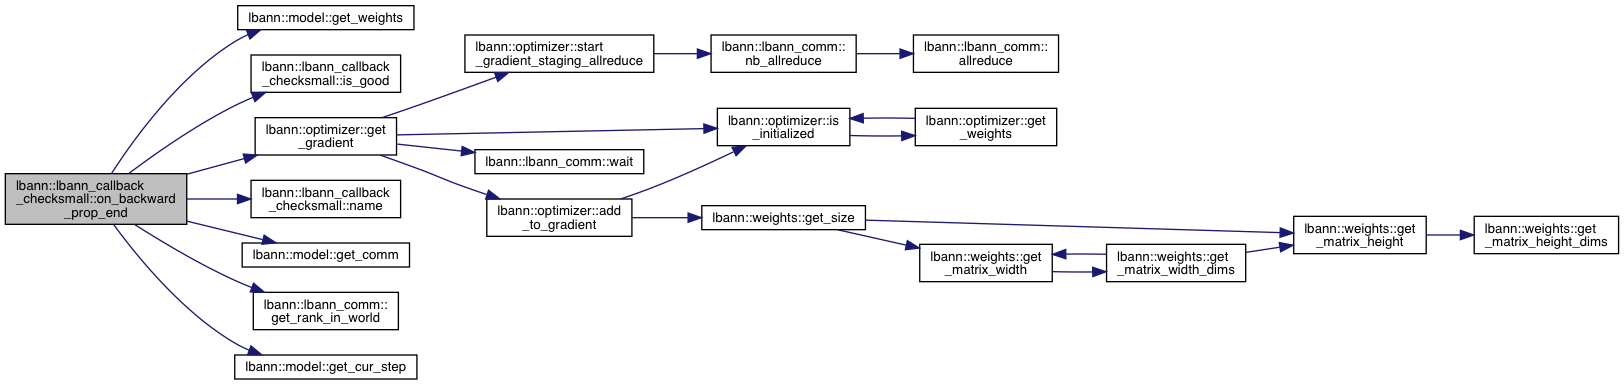 lbann::lbann_callback
_checksmall::on_backward
_prop_end
lbann::model::get_weights
lbann::lbann_callback
_checksmall::is_good
lbann::optimizer::get
_gradient
lbann::lbann_callback
_checksmall::name
lbann::model::get_comm
lbann::lbann_comm::
get_rank_in_world
lbann::model::get_cur_step
lbann::optimizer::start
_gradient_staging_allreduce
lbann::lbann_comm::wait
lbann::optimizer::add
_to_gradient
lbann::lbann_comm::
nb_allreduce
lbann::optimizer::is
_initialized
lbann::weights::get_size
lbann::lbann_comm::
allreduce
lbann::optimizer::get
_weights
lbann::weights::get
_matrix_width
lbann::weights::get
_matrix_width_dims
lbann::weights::get
_matrix_height
lbann::weights::get
_matrix_height_dims